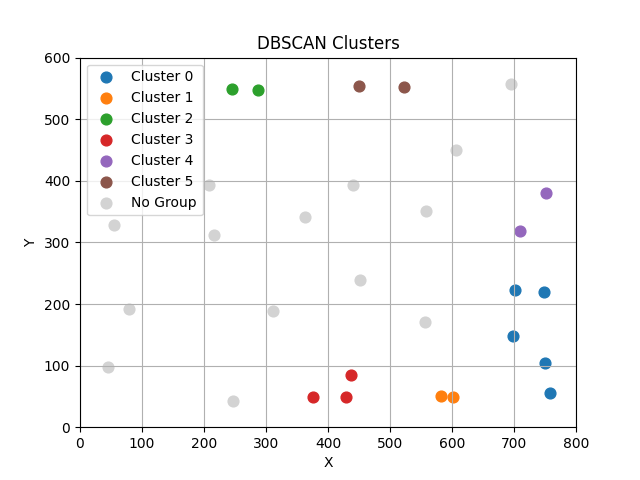 DBSCAN Clusters
Cluster 0
Cluster 1
Cluster 2
Cluster 3
Cluster 4
Cluster 5
No Group
600
500
400
300
200
100
0
Y
0 100 200 300 400 500 600 700 800
X